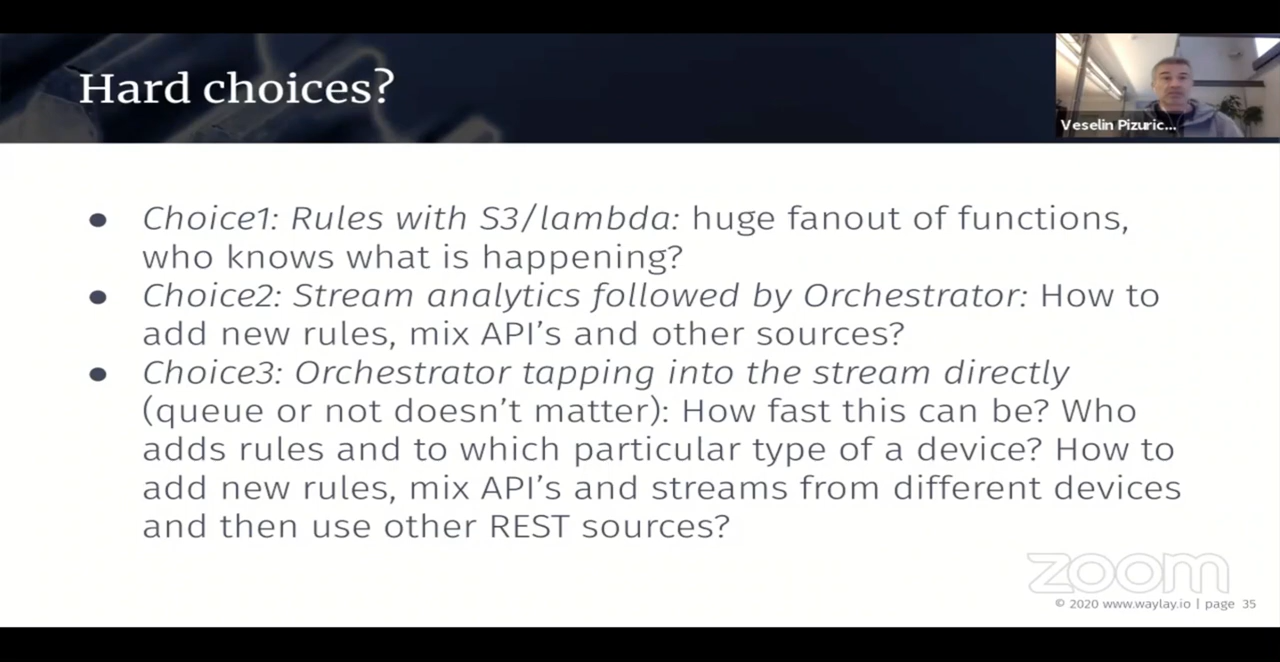 Hard choices?
Veselin Pizuric...
● Choice1: Rules with S3/lambda: huge fanout of functions,
who knows what is happening?
● Choice2: Stream analytics followed by Orchestrator: How to
add new rules, mix API’s and other sources?
● Choice3: Orchestrator tapping into the stream directly
(queue or not doesn’t matter): How fast this can be? Who
adds rules and to which particular type of a device? How to
add new rules, mix API’s and streams from different devices
and then use other REST sources?
zoom
© 2020 www.waylay.io | page 35